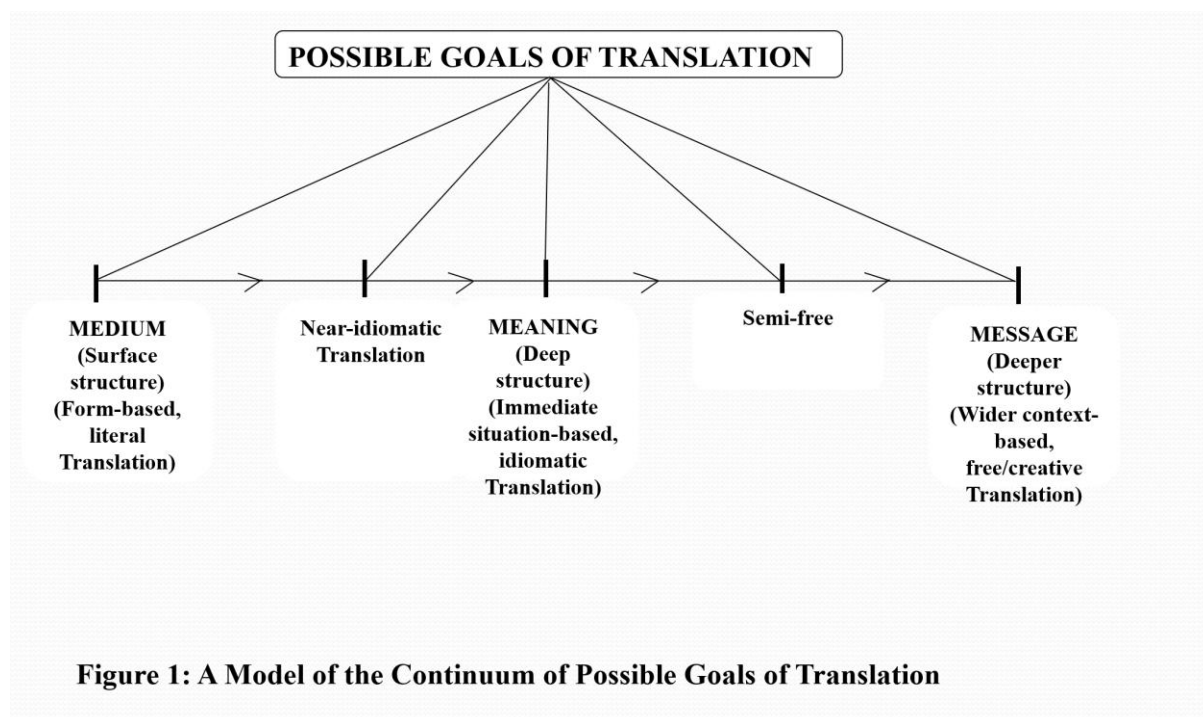 POSSIBLE GOALS OF TRANSLATION
MEDIUM
(Surface
structure)
(Form-based,
literal
Translation)
Near-idiomatic
Translation
MEANING
(Deep
structure)
(Immediate
situation-based,
idiomatic
Translation)
Semi-free
MESSAGE
(Deeper
structure)
(Wider context-
based,
free/creative
Translation)
Figure 1: A Model of the Continuum of Possible Goals of Translation